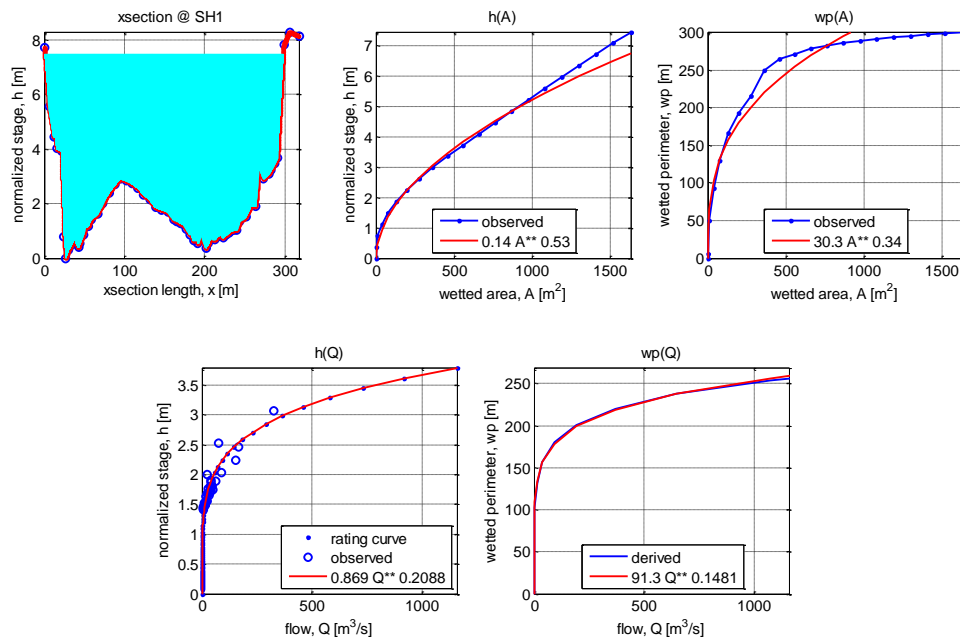 xsection @ SH1
normalized stage, h [m]
8
6
4
2
0
0 100 200 300
xsection length, x [m]
h(A)
normalized stage, h [m]
7
6
5
4
3
2
1
0
0 500 1000 1500
wetted area, A [m²]
observed
0.14 A** 0.53
wp(A)
wetted perimeter, wp [m]
300
250
200
150
100
50
0
0 500 1000 1500
wetted area, A [m²]
observed
30.3 A** 0.34
h(Q)
normalized stage, h [m]
3.5
3
2.5
2
1.5
1
0.5
0
0 500 1000
flow, Q [m³/s]
rating curve
observed
0.869 Q** 0.2088
wp(Q)
wetted perimeter, wp [m]
250
200
150
100
50
0
0 500 1000
flow, Q [m³/s]
derived
91.3 Q** 0.1481